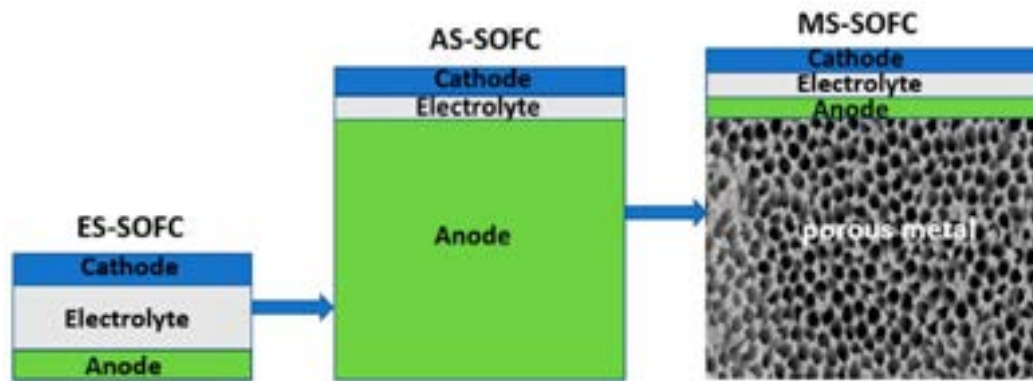 ES-SOFC
Cathode
Electrolyte
Anode
AS-SOFC
Cathode
Electrolyte
Anode
MS-SOFC
Cathode
Electrolyte
Anode
porous metal